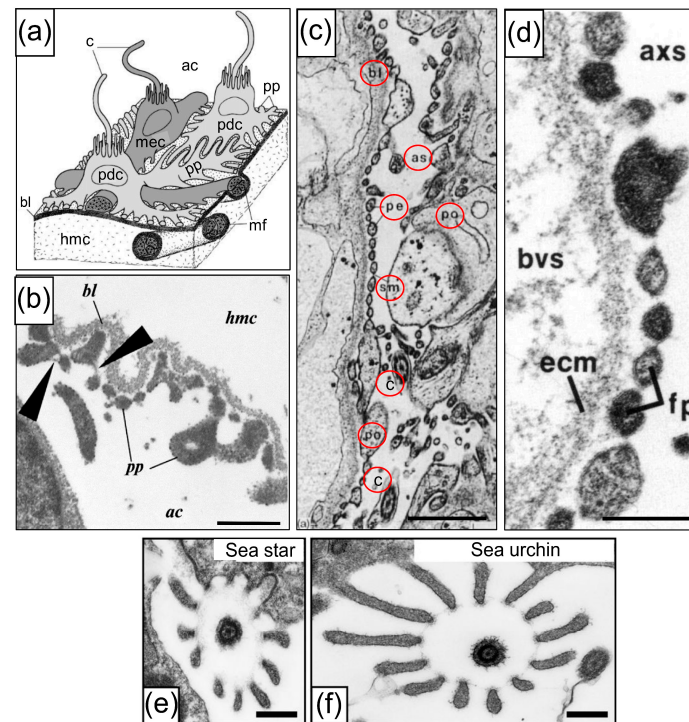 (a)
c
ac
pp
mec
pdc
pdc
pp
bl
mf
hmc
(b)
bl
hmc
pp
ac
(c)
bl
as
pe
po
sm
c
po
c
(a)
(d)
axs
bvs
ecm
fp
Sea star
(e)
Sea urchin
(f)